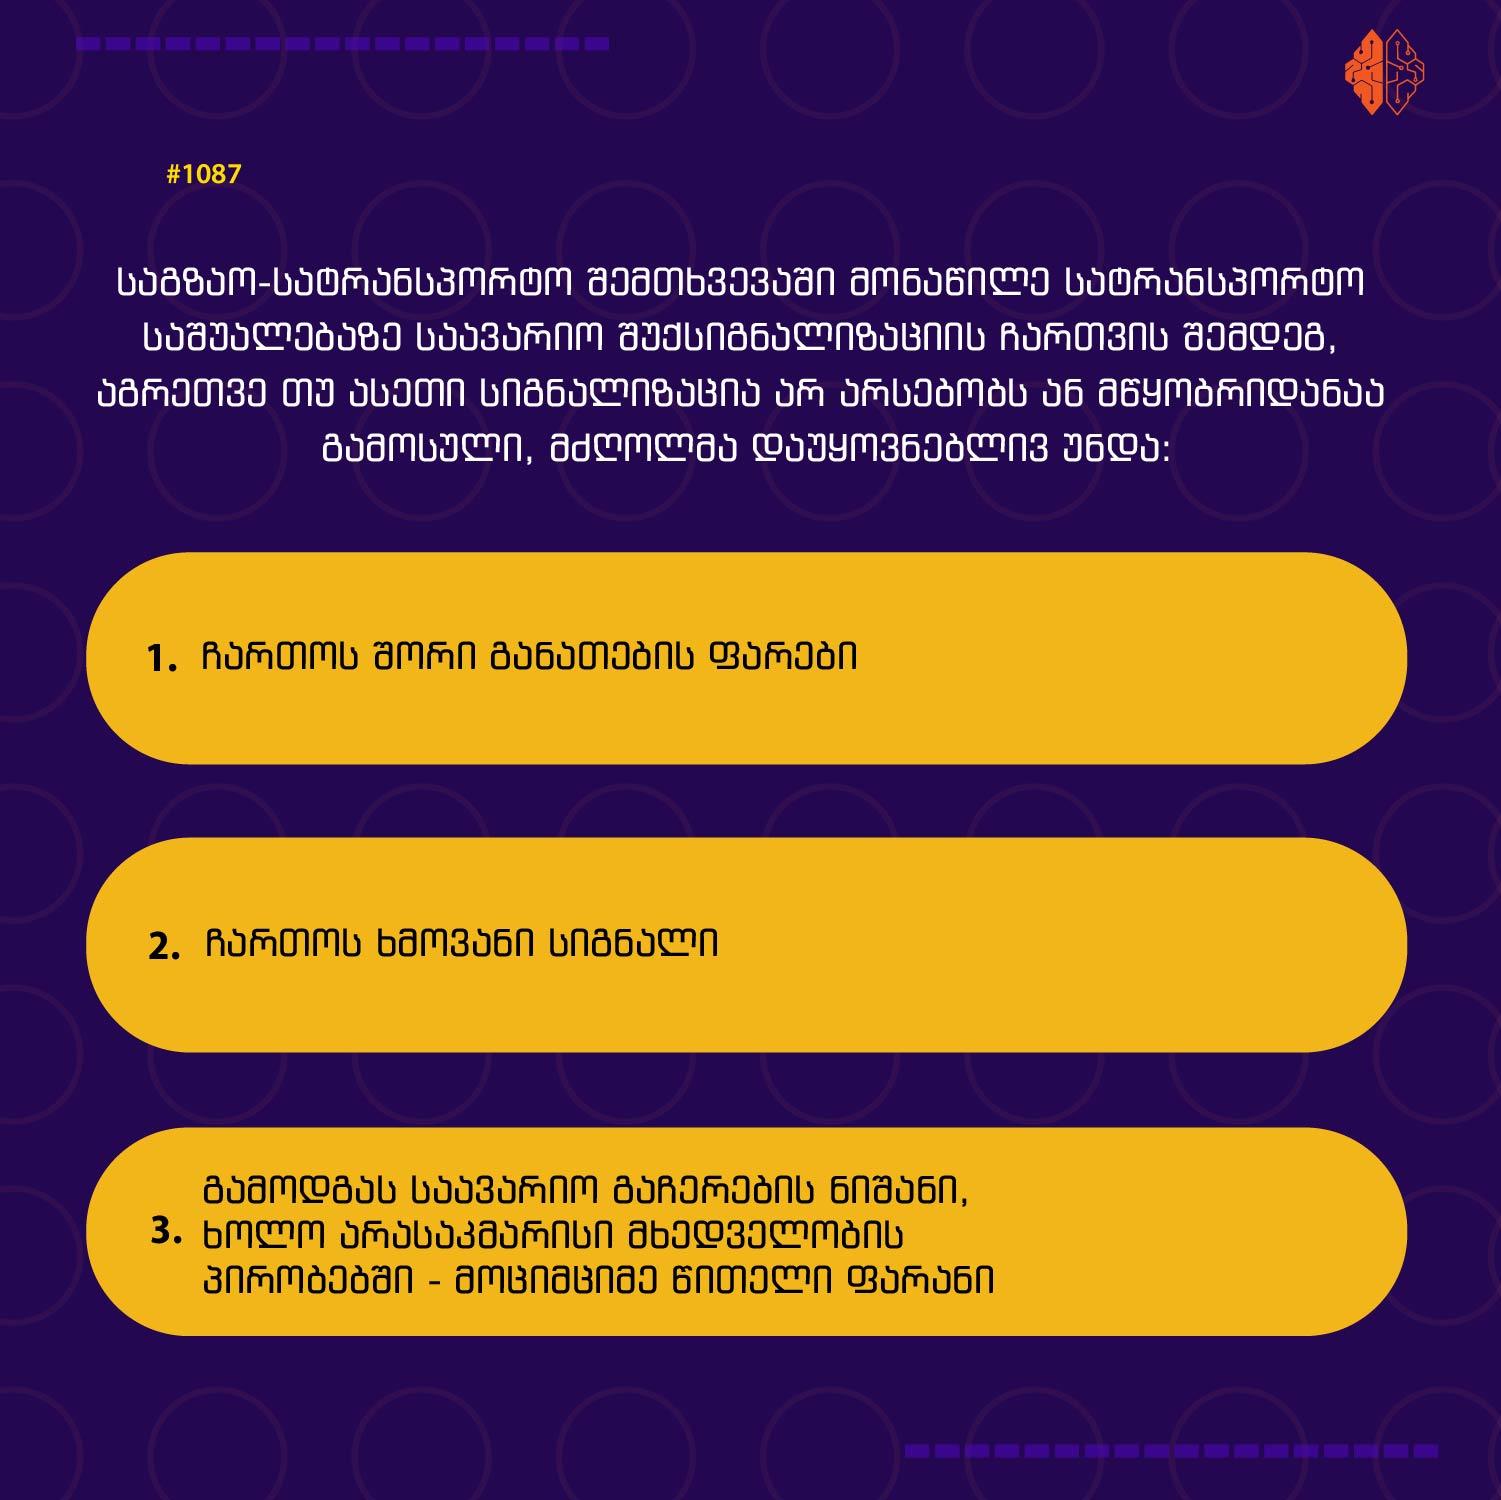 #1087
საგზაო-სატრანსპორტო შემთხვევაში მონაწილე სატრანსპორტო
საშუალებაზე საავარიო შუქსიგნალიზაციის ჩართვის შემდეგ,
აგრეთვე თუ ასეთი სიგნალიზაცია არ არსებობს ან მწყობრიდანაა
გამოსული, მძღოლმა დაუყოვნებლივ უნდა:
1. ჩართოს შორი განათების ფარები
2. ჩართოს ხმოვანი სიგნალი
გამოდგას საავარიო გაჩერების ნიშანი,
3. ხოლო არასაკმარისი მხედველობის
პირობებში - მოციმციმე წითელი ფარანი